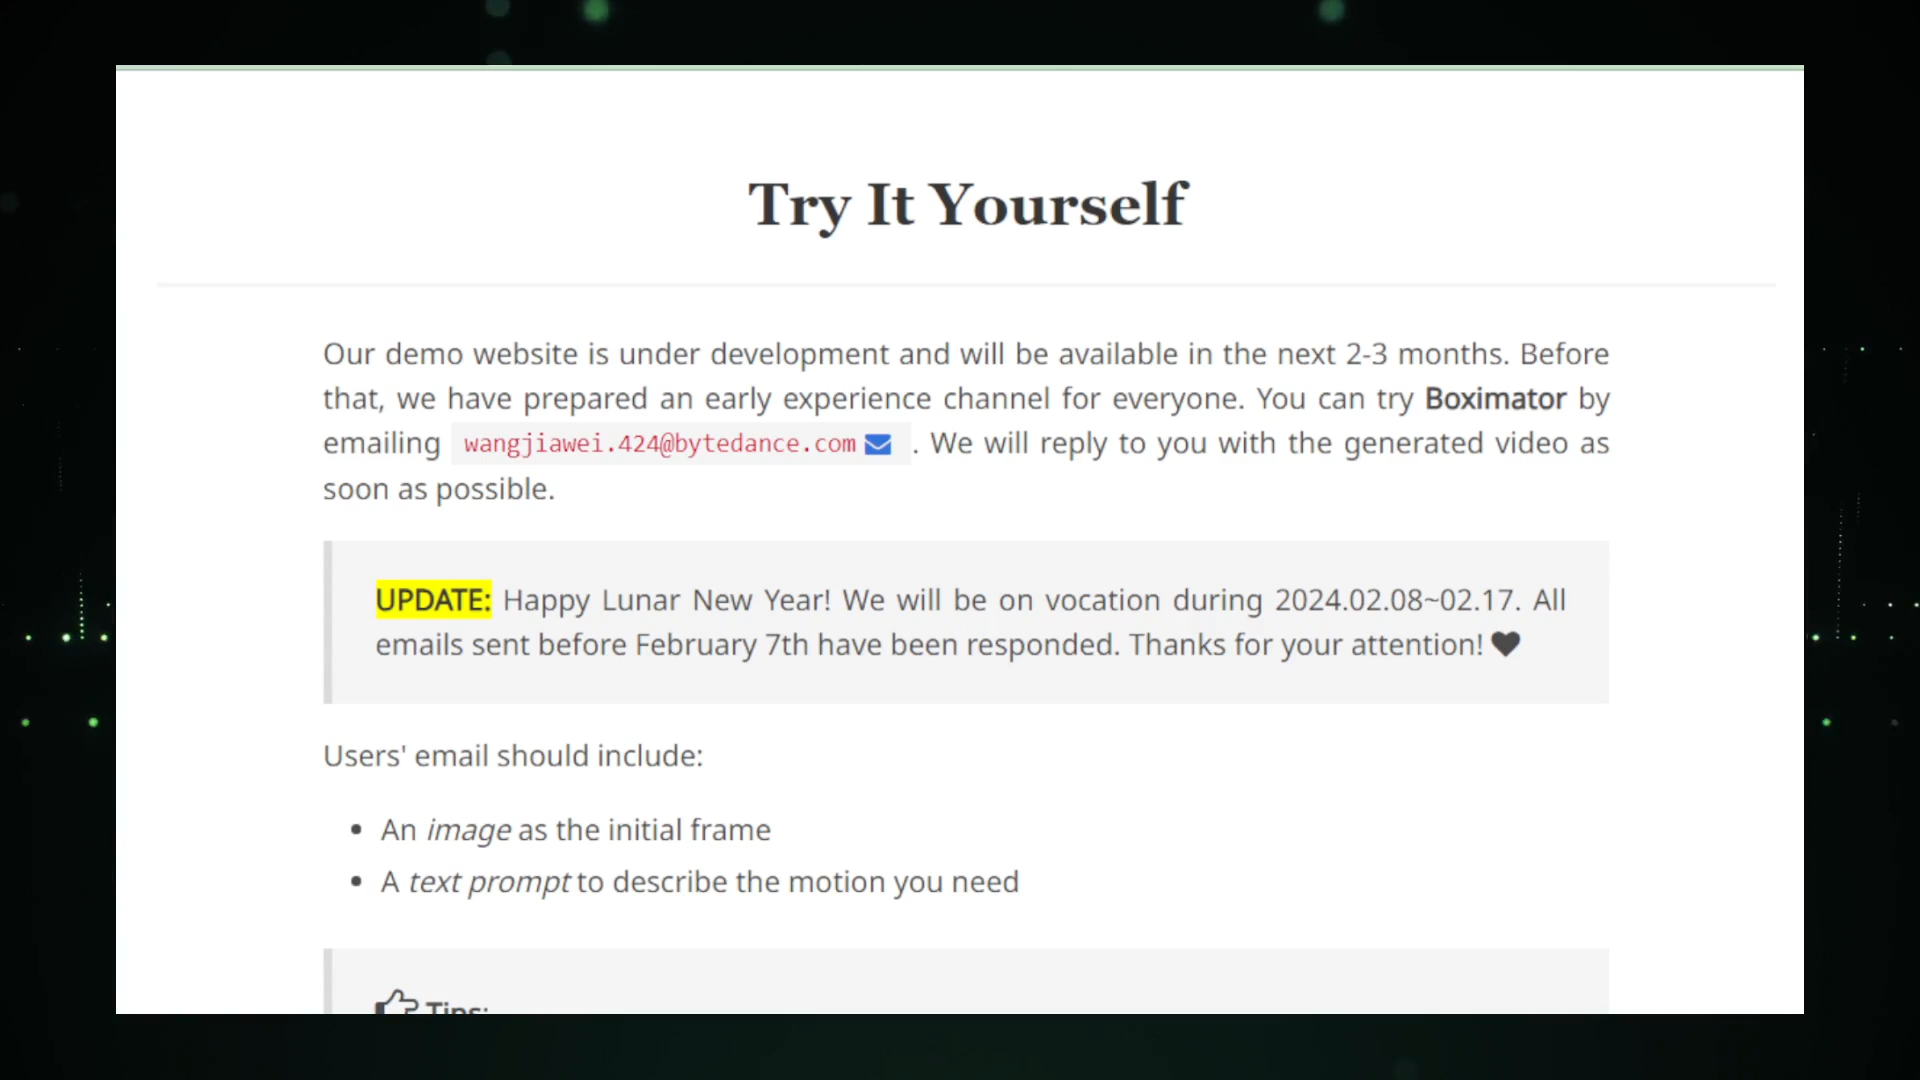 Try It Yourself
Our demo website is under development and will be available in the next 2-3 months. Before
that, we have prepared an early experience channel for everyone. You can try Boximator by
emailing wangjiawei.424@bytedance.com . We will reply to you with the generated video as
soon as possible.
UPDATE: Happy Lunar New Year! We will be on vocation during 2024.02.08~02.17. All
emails sent before February 7th have been responded. Thanks for your attention!
Users' email should include:
• An image as the initial frame
• A text prompt to describe the motion you need
Tips: